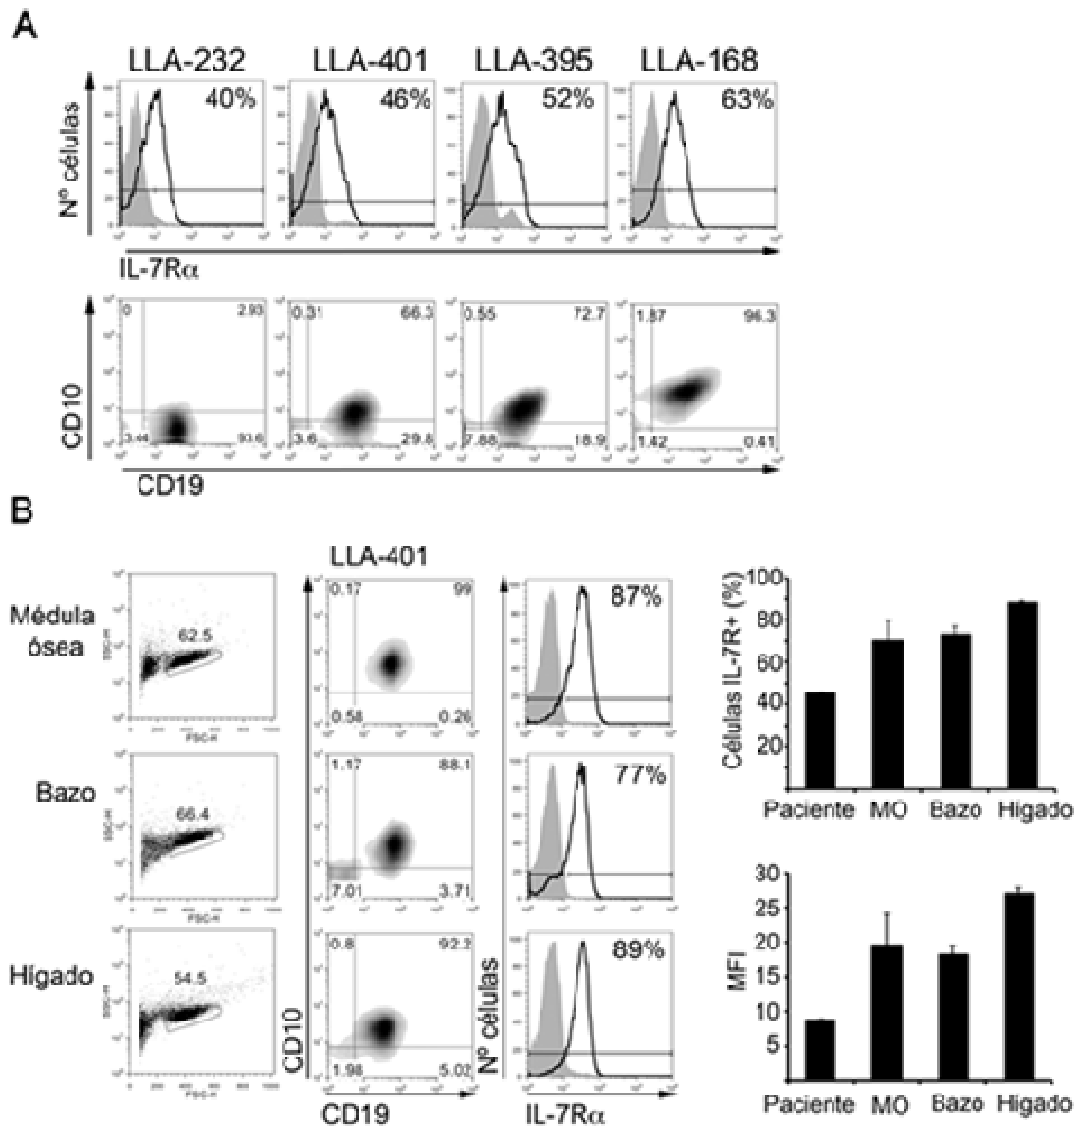 A
LLA-232 LLA-401 LLA-395 LLA-168
40% 46% 52% 63%
Nº células
IL-7Rα
0 2.93 0.31 66.3 0.55 72.7 1.87 96.3
CD10
3.44 93.6 3.6 29.8 7.88 18.9 1.42 0.41
CD19
B
LLA-401
Médula
ósea
62.5
0.17 99
0.58 0.26
87%
Bazo
66.4
1.17 88.1
7.01 3.71
77%
Hígado
54.5
0.8 92.2
1.98 5.02
89%
FSC-H
CD10
Nº células
CD19
IL-7Rα
Células IL-7R+ (%)
100
80
60
40
20
Paciente MO Bazo Hígado
MFI
30
25
20
15
10
5
Paciente MO Bazo Hígado